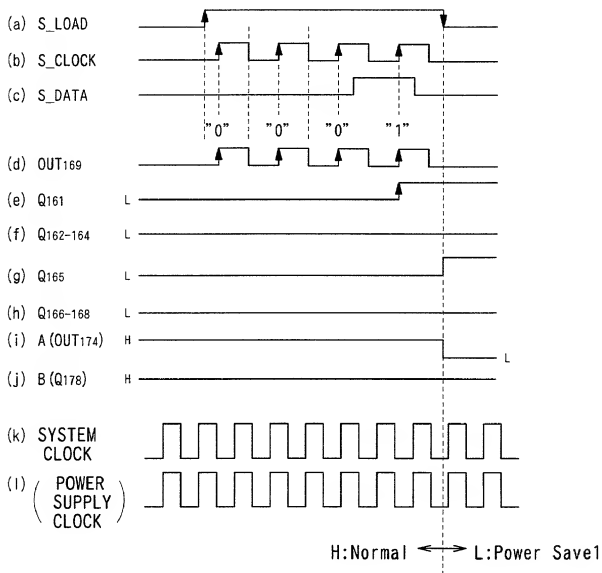 (a) S_LOAD
(b) S_CLOCK
(c) S_DATA
"0" "0" "0" "1"
(d) OUT169
(e) Q161 L
(f) Q162-164 L
(g) Q165 L
(h) Q166-168 L
(i) A(OUT174) H L
(j) B(Q178) H
(k) SYSTEM
CLOCK
(l) (POWER
SUPPLY
CLOCK)
H:Normal L:Power Save1